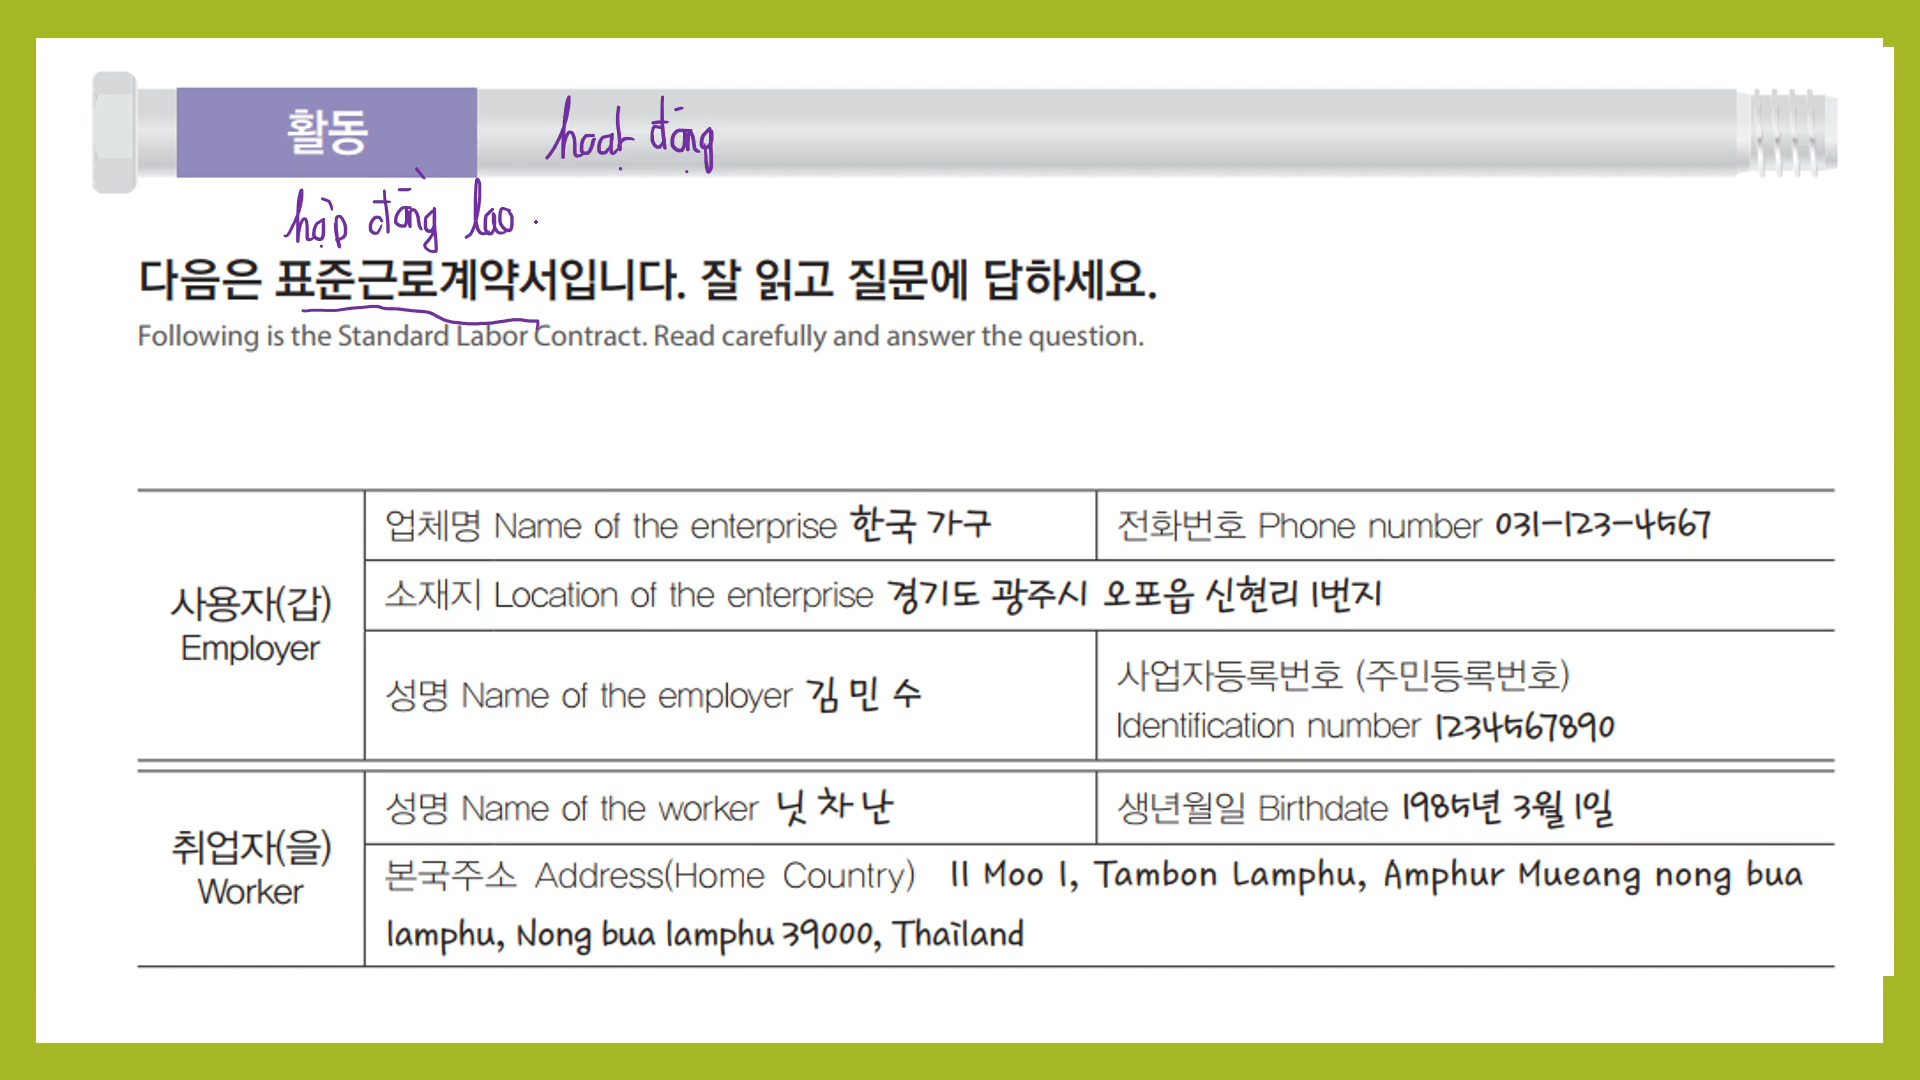 활동 hoạt động
hợp đồng lao
다음은 표준근로계약서입니다. 잘 읽고 질문에 답하세요.
Following is the Standard Labor Contract. Read carefully and answer the question.
업체명 Name of the enterprise 한국 가구
전화번호 Phone number 031-123-4567
사용자(갑)
Employer
소재지 Location of the enterprise 경기도 광주시 오포읍 신현리 1번지
성명 Name of the employer 김 민 수
사업자등록번호 (주민등록번호)
Identification number 1234567890
취업자(을)
Worker
성명 Name of the worker 닛 차 난
생년월일 Birthdate 1985년 3월 1일
본국주소 Address(Home Country) 11 Moo 1, Tambon Lamphu, Amphur Mueang nong bua
lamphu, Nong bua lamphu 39000, Thailand